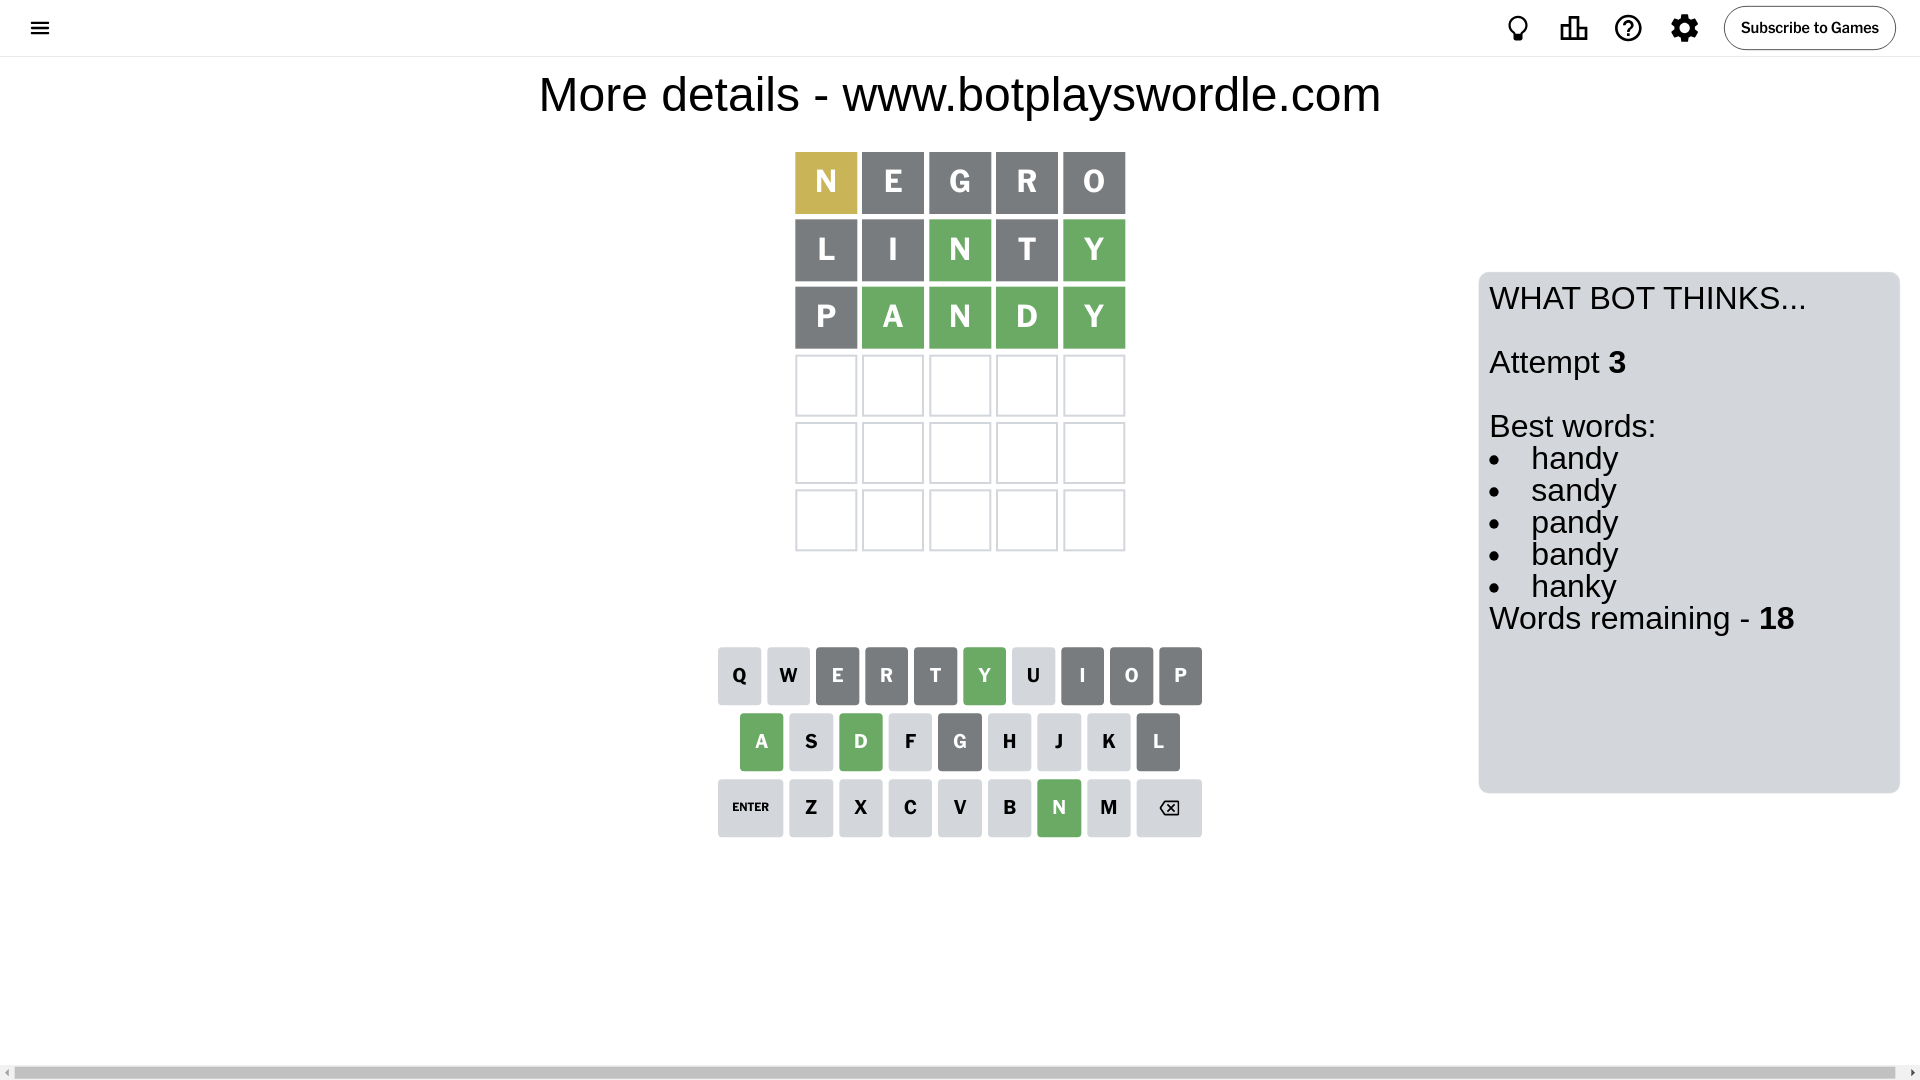 Subscribe to Games
More details - www.botplayswordle.com
N E G R O
L I N T Y
P A N D Y
WHAT BOT THINKS...
Attempt 3
Best words:
• handy
• sandy
• pandy
• bandy
• hanky
Words remaining - 18
Q W E R T Y U I O P
A S D F G H J K L
ENTER Z X C V B N M